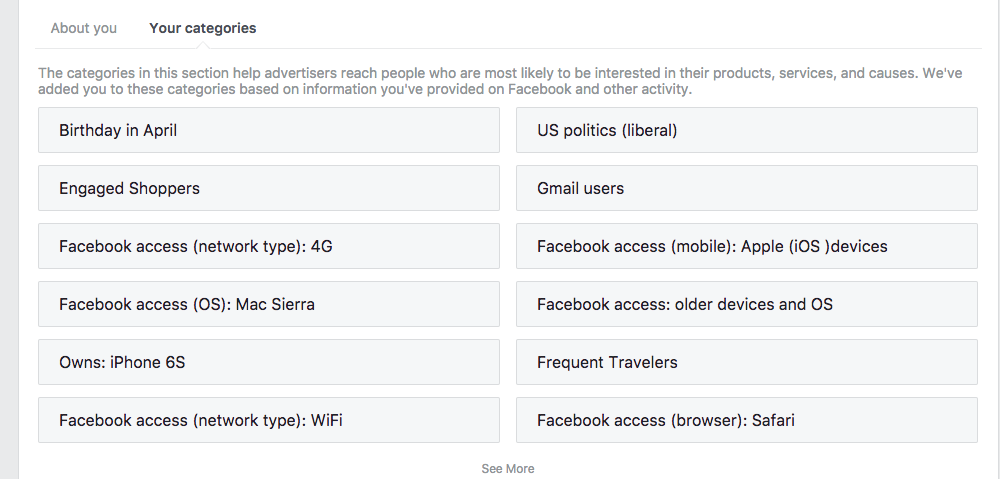 About you Your categories
The categories in this section help advertisers reach people who are most likely to be interested in their products, services, and causes. We've
added you to these categories based on information you've provided on Facebook and other activity.
Birthday in April
US politics (liberal)
Engaged Shoppers
Gmail users
Facebook access (network type): 4G
Facebook access (mobile): Apple (iOS )devices
Facebook access (OS): Mac Sierra
Facebook access: older devices and OS
Owns: iPhone 6S
Frequent Travelers
Facebook access (network type): WiFi
Facebook access (browser): Safari
See More